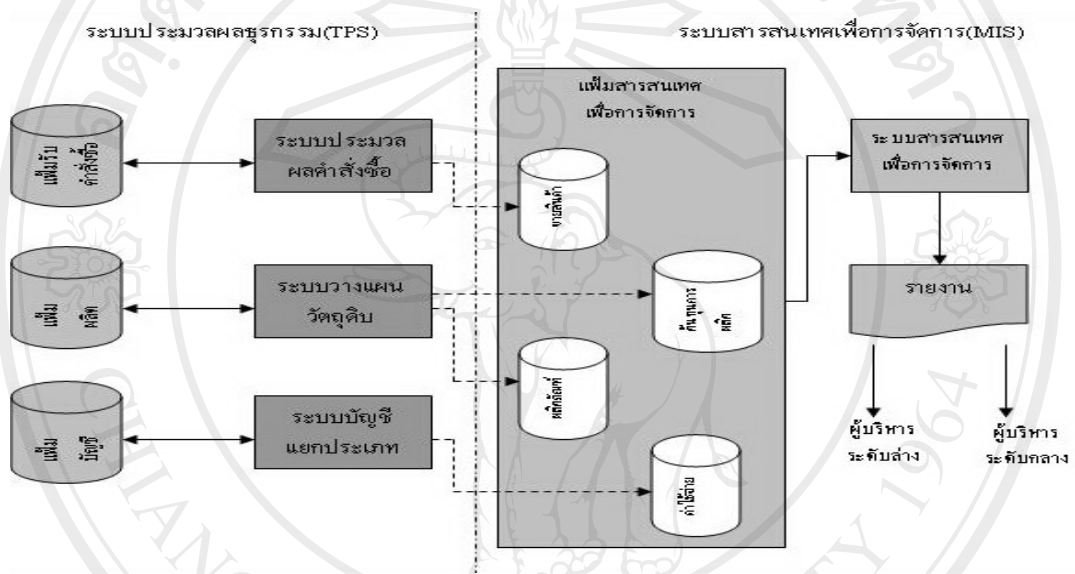 ระบบประมวลผลธุรกรรม(TPS)
ระบบสารสนเทศเพื่อการจัดการ(MIS)
แฟ้มรับ
คำสั่งซื้อ
ระบบประมวล
ผลคำสั่งซื้อ
แฟ้ม
ผลิต
ระบบวางแผน
วัตถุดิบ
แฟ้ม
บัญชี
ระบบบัญชี
แยกประเภท
แฟ้มสารสนเทศ
เพื่อการจัดการ
ขายสินค้า
ต้นทุนการ
ผลิต
ผลิตภัณฑ์
ค่าใช้จ่าย
ระบบสารสนเทศ
เพื่อการจัดการ
รายงาน
ผู้บริหาร
ระดับล่าง
ผู้บริหาร
ระดับกลาง
1964